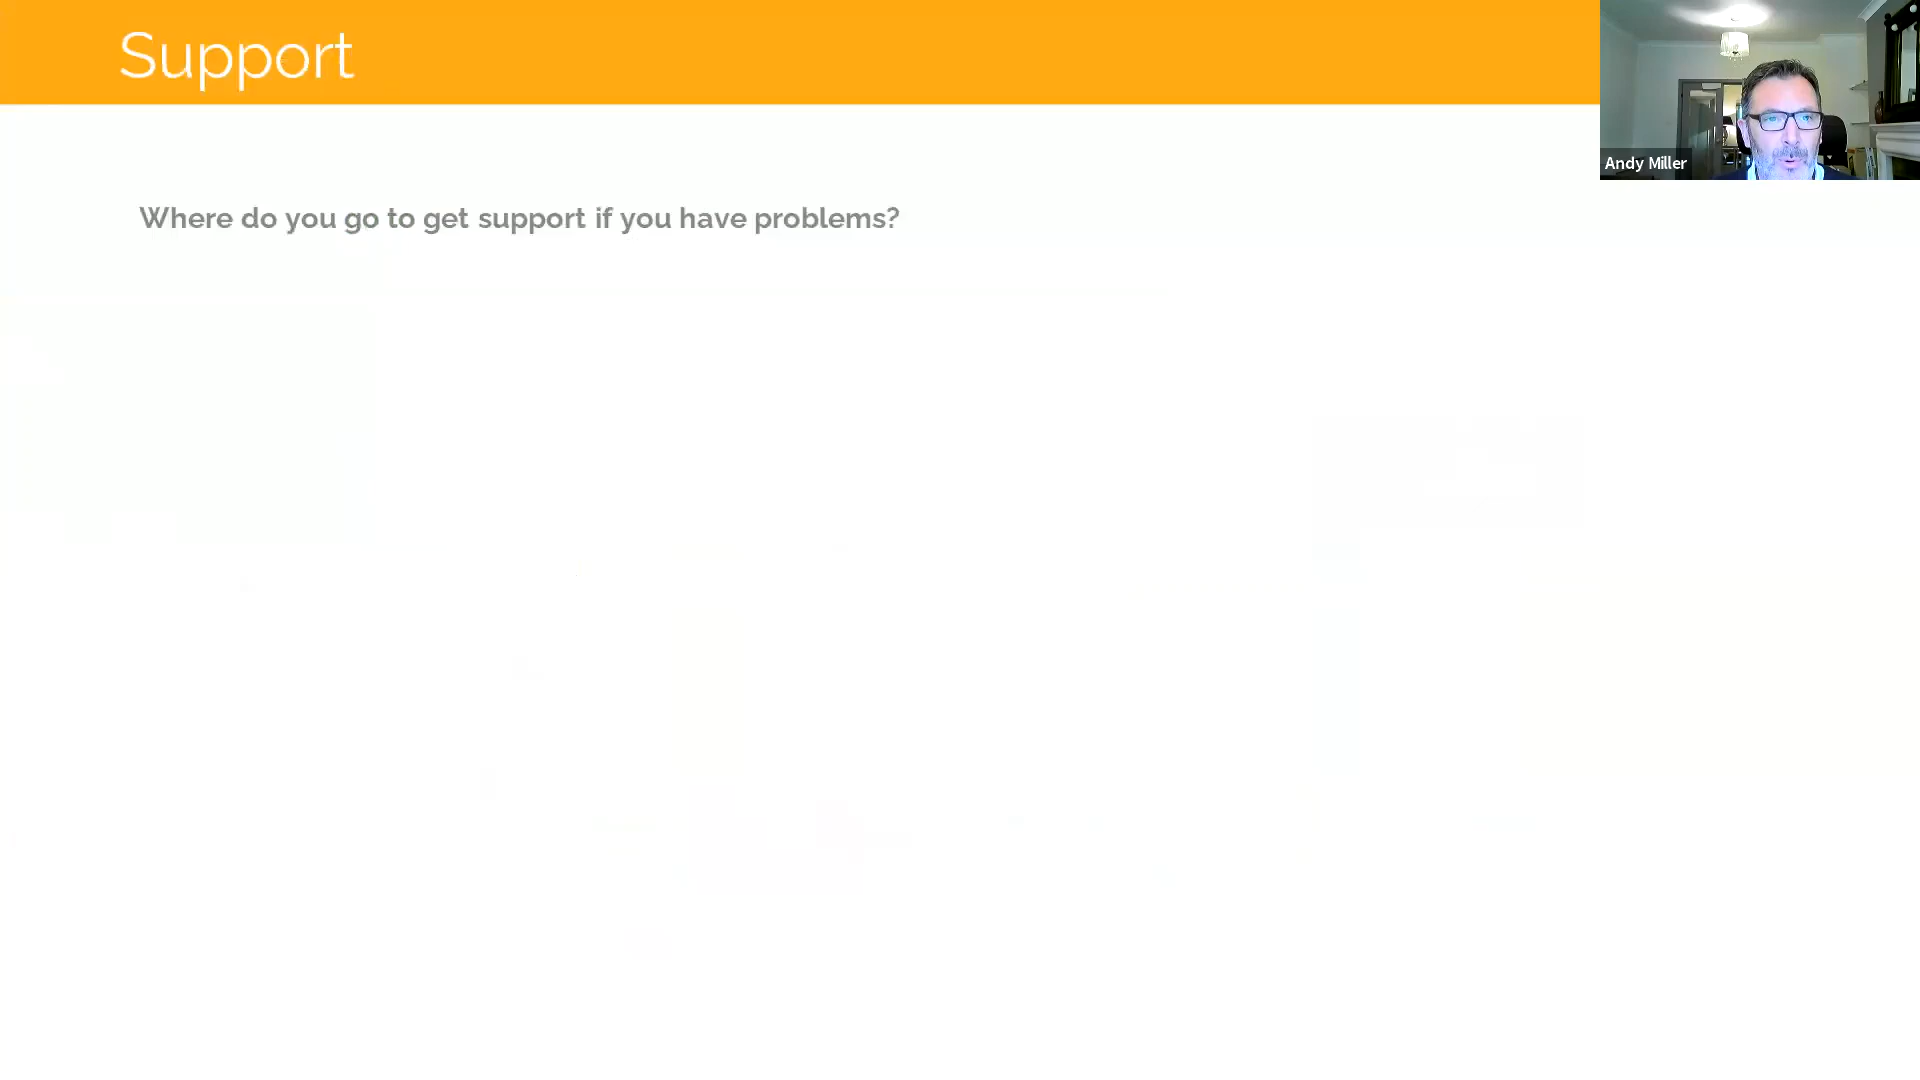 Support
Andy Miller
Where do you go to get support if you have problems?